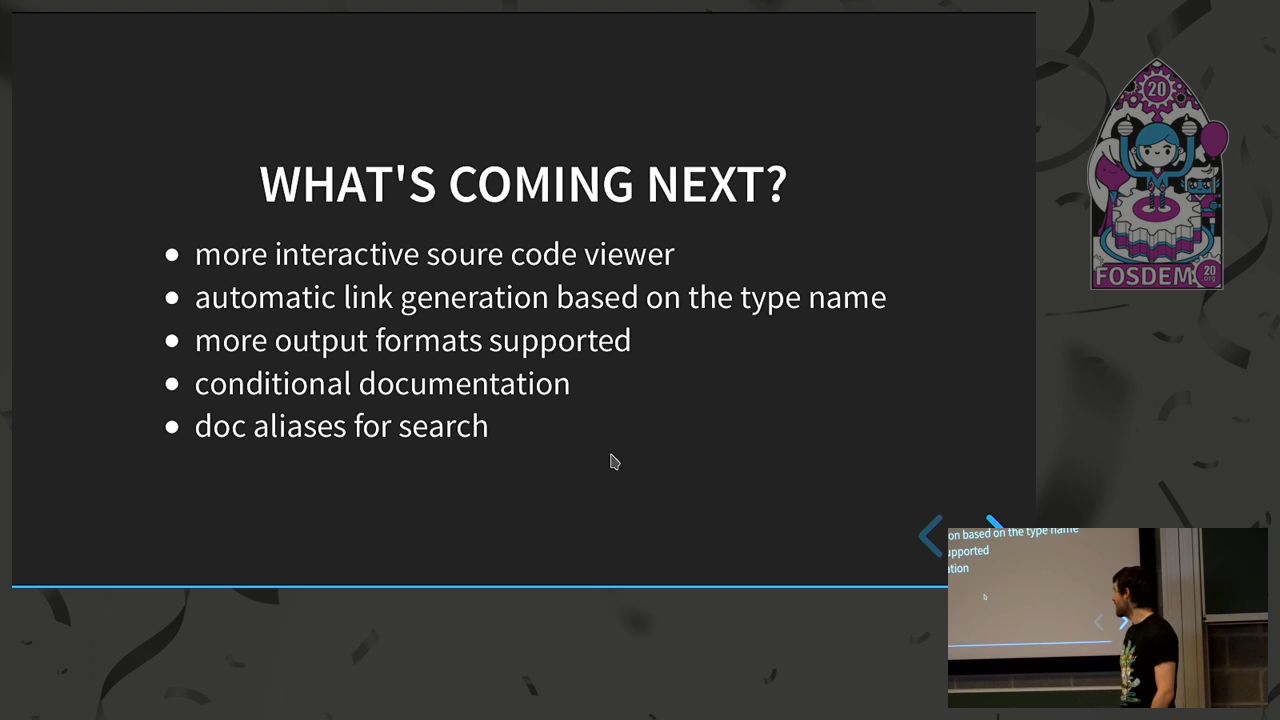 WHAT'S COMING NEXT?
more interactive soure code viewer
automatic link generation based on the type name
more output formats supported
conditional documentation
doc aliases for search
20
FOSDEM
20
org
on based on the type name
upported
ation